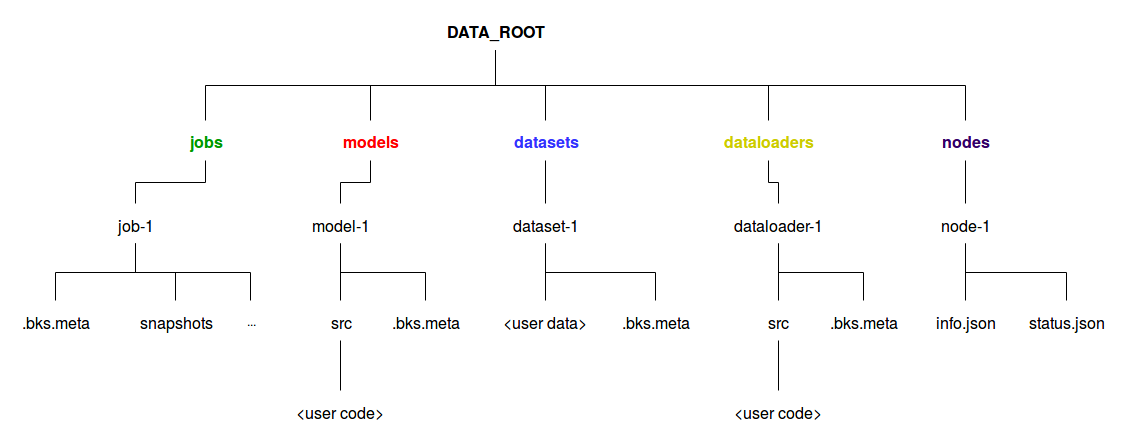 DATA_ROOT
jobs models datasets dataloaders nodes
job-1 model-1 dataset-1 dataloader-1 node-1
.bks.meta snapshots ... src .bks.meta <user data> .bks.meta src .bks.meta info.json status.json
<user code> <user code>